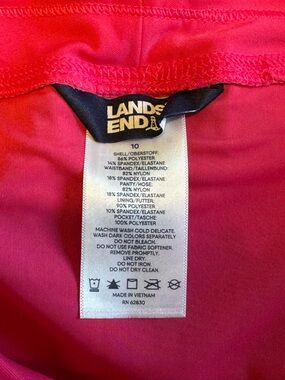 LANDS'
END
10
SHELL/OBERSTOFF:
86% POLYESTER
14% SPANDEX/ELASTANE
WAISTBAND/TAILLENBUND:
82% NYLON
18% SPANDEX/ELASTANE
PANTY/HOSE:
82% NYLON
18% SPANDEX/ELASTANE
LINING/FUTTER:
90% POLYESTER
10% SPANDEX/ELASTANE
POCKET/TASCHE:
100% POLYESTER
MACHINE WASH COLD DELICATE.
WASH DARK COLORS SEPARATELY
DO NOT BLEACH.
DO NOT USE FABRIC SOFTENER.
REMOVE PROMPTLY.
LINE DRY.
DO NOT IRON.
DO NOT DRY CLEAN.
MADE IN VIETNAM
RN 62830